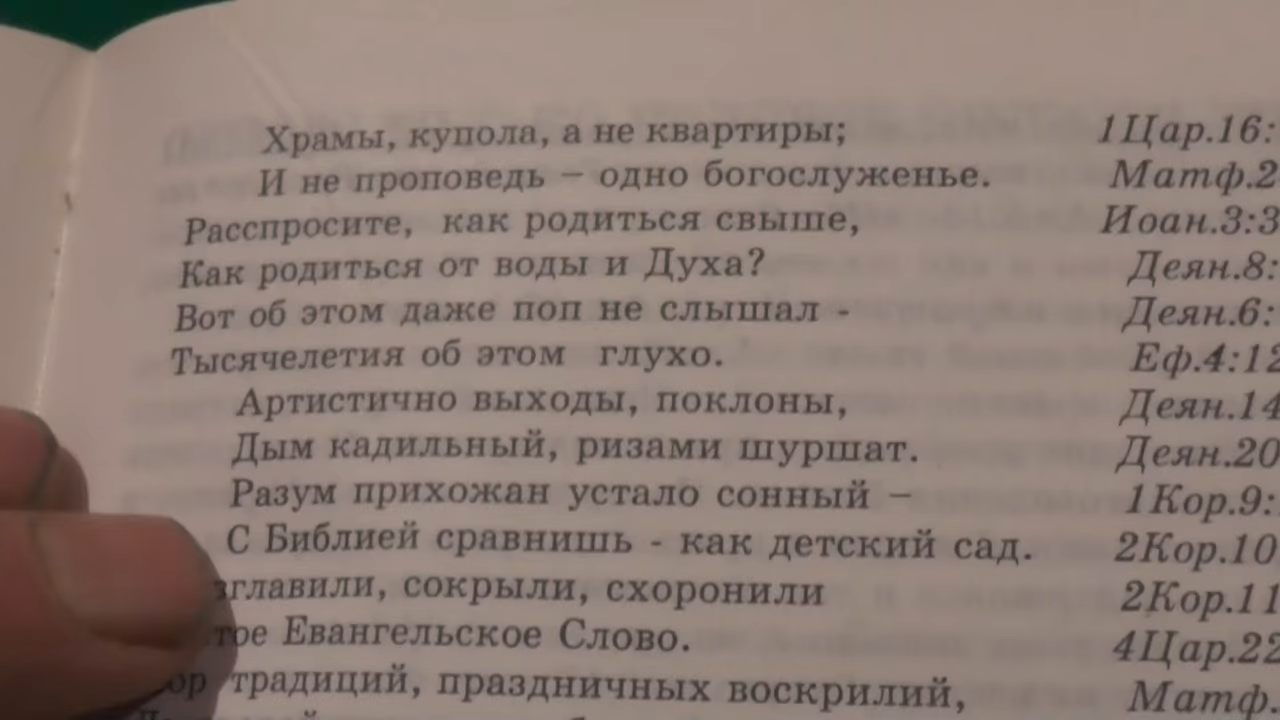 Храмы, купола, а не квартиры; 1Цар.16:
И не проповедь – одно богослуженье. Матф.2
Расспросите, как родиться свыше, Иоан.3:3
Как родиться от воды и Духа? Деян.8:
Вот об этом даже поп не слышал - Деян.6:
Тысячелетия об этом глухо. Еф.4:12
Артистично выходы, поклоны, Деян.14
Дым кадильный, ризами шуршат. Деян.20
Разум прихожан устало сонный – 1Кор.9:
С Библией сравнишь - как детский сад. 2Кор.10
сокрыли, схоронили 2Кор.11
Евангельское Слово. 4Цар.22
традиций, праздничных воскрилий, Матф.